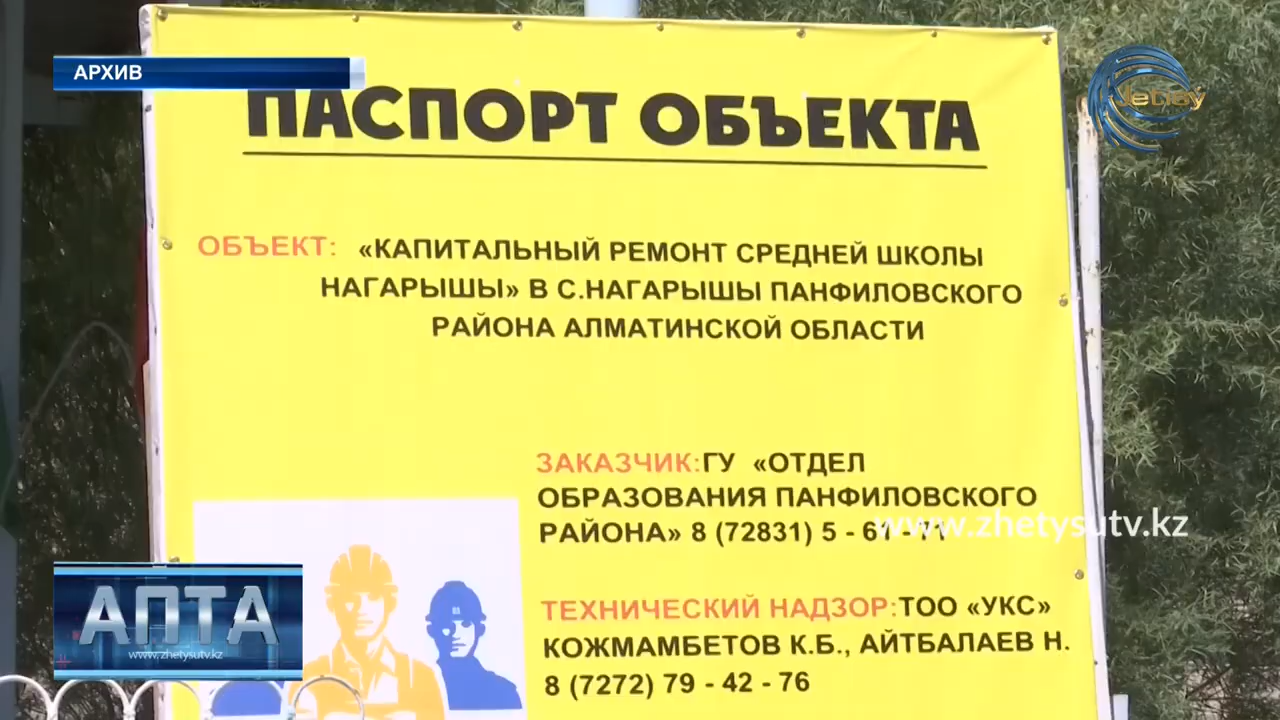 АРХИВ
Jetisý
ПАСПОРТ ОБЪЕКТА
ОБЪЕКТ: «КАПИТАЛЬНЫЙ РЕМОНТ СРЕДНЕЙ ШКОЛЫ
НАГАРЫШЫ» В С.НАГАРЫШЫ ПАНФИЛОВСКОГО
РАЙОНА АЛМАТИНСКОЙ ОБЛАСТИ
ЗАКАЗЧИК:ГУ «ОТДЕЛ
ОБРАЗОВАНИЯ ПАНФИЛОВСКОГО
РАЙОНА» 8 (72831) 5 - 61 - 71
www.zhetysutv.kz
ТЕХНИЧЕСКИЙ НАДЗОР:ТОО «УКС»
КОЖМАМБЕТОВ К.Б., АЙТБАЛАЕВ Н.
8 (7272) 79 - 42 - 76
АПТА
www.zhetysutv.kz